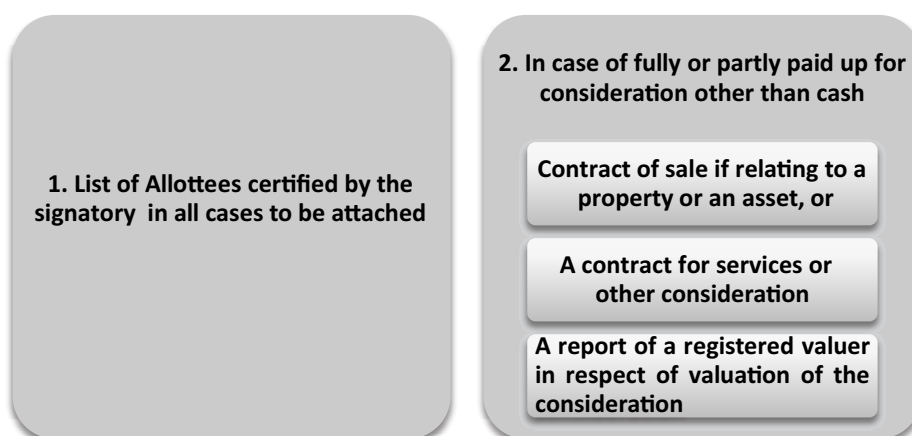 1. List of Allottees certified by the
signatory in all cases to be attached
2. In case of fully or partly paid up for
consideration other than cash
Contract of sale if relating to a
property or an asset, or
A contract for services or
other consideration
A report of a registered valuer
in respect of valuation of the
consideration